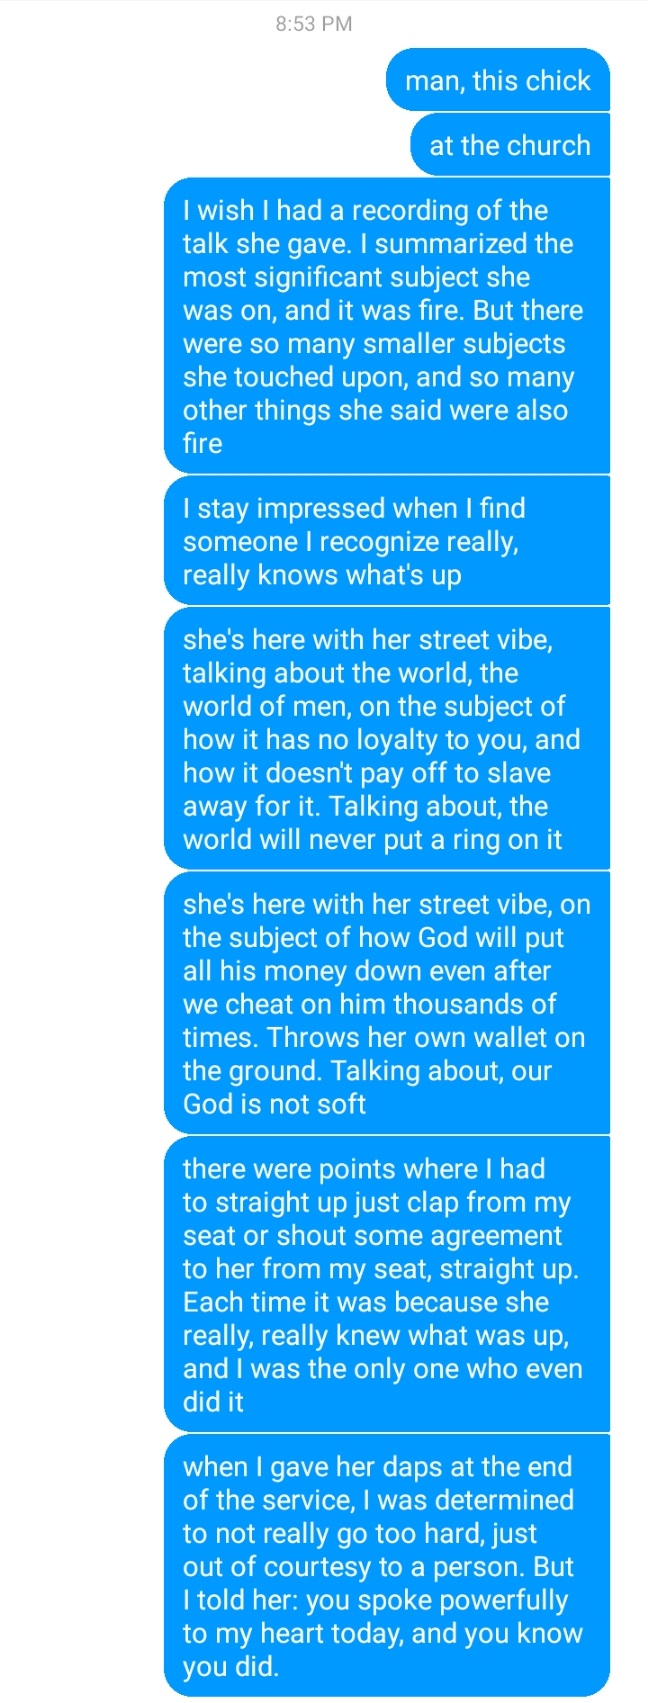 8:53 PM
man, this chick
at the church
I wish I had a recording of the
talk she gave. I summarized the
most significant subject she
was on, and it was fire. But there
were so many smaller subjects
she touched upon, and so many
other things she said were also
fire
I stay impressed when I find
someone I recognize really,
really knows what's up
she's here with her street vibe,
talking about the world, the
world of men, on the subject of
how it has no loyalty to you, and
how it doesn't pay off to slave
away for it. Talking about, the
world will never put a ring on it
she's here with her street vibe, on
the subject of how God will put
all his money down even after
we cheat on him thousands of
times. Throws her own wallet on
the ground. Talking about, our
God is not soft
there were points where I had
to straight up just clap from my
seat or shout some agreement
to her from my seat, straight up.
Each time it was because she
really, really knew what was up,
and I was the only one who even
did it
when I gave her daps at the end
of the service, I was determined
to not really go too hard, just
out of courtesy to a person. But
I told her: you spoke powerfully
to my heart today, and you know
you did.